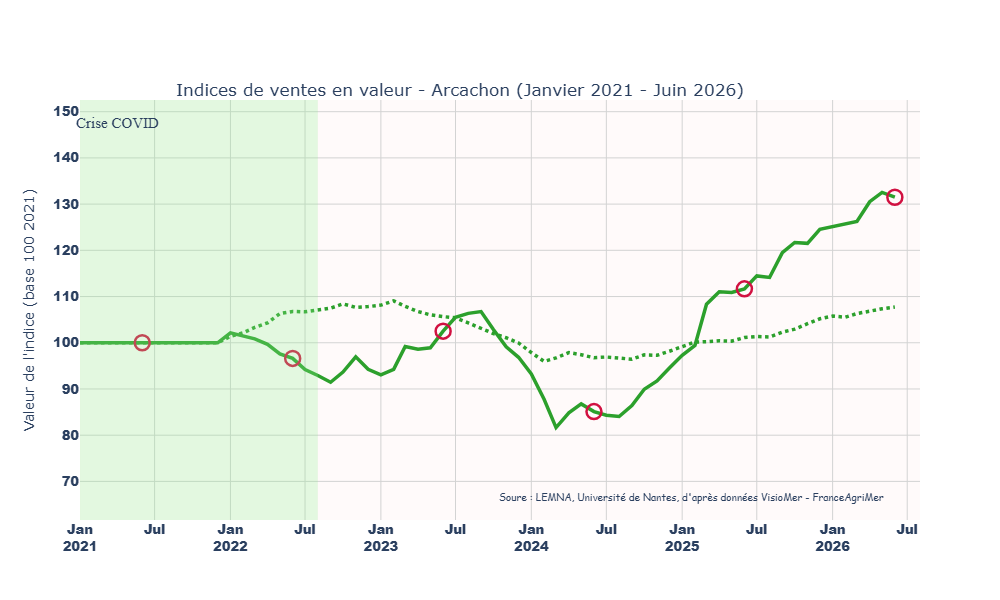 Indices de ventes en valeur - Arcachon (Janvier 2021 - Juin 2026)
Valeur de l'indice (base 100 2021)
150
Crise COVID
140
130
120
110
100
90
80
70
Soure : LEMNA, Université de Nantes, d'après données VisioMer - FranceAgriMer
Jan Jul Jan Jul Jan Jul Jan Jul Jan Jul Jan Jul
2021 2022 2023 2024 2025 2026